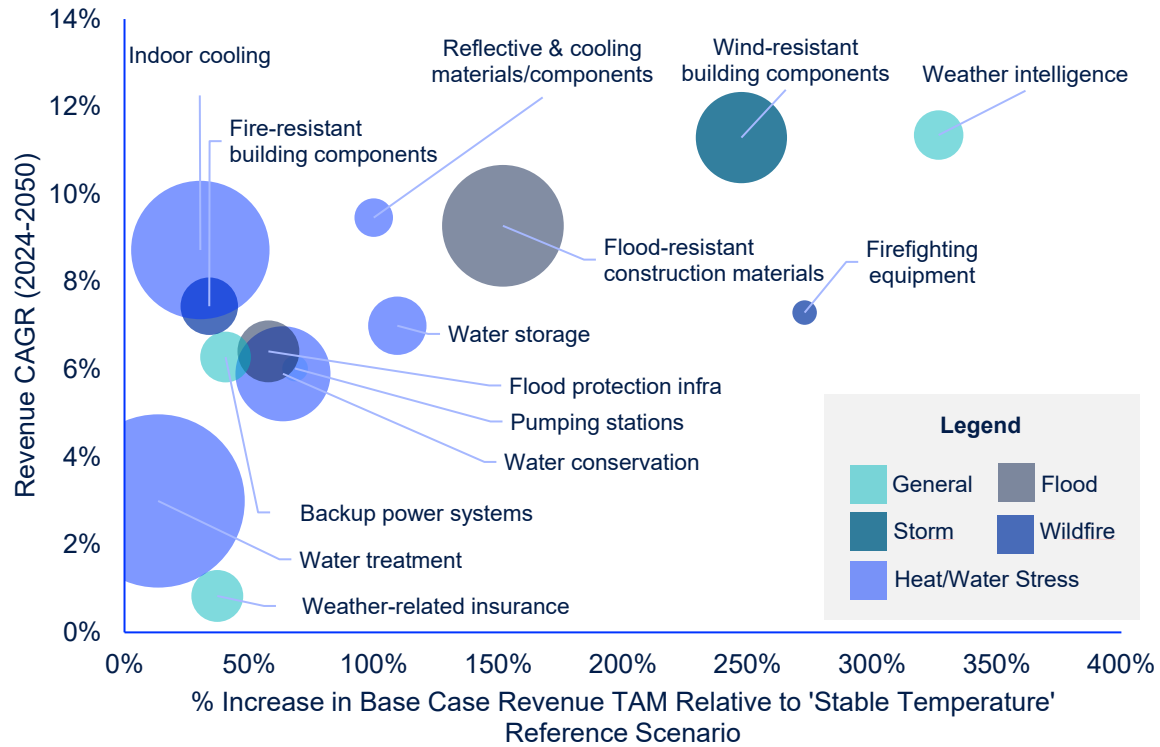 14%
12%
10%
8%
6%
4%
2%
0%
Revenue CAGR (2024-2050)
Indoor cooling
Fire-resistant
building components
Reflective & cooling
materials/components
Wind-resistant
building components
Weather intelligence
Flood-resistant
construction materials
Firefighting
equipment
Water storage
Flood protection infra
Pumping stations
Water conservation
Backup power systems
Water treatment
Weather-related insurance
Legend
General
Flood
Storm
Wildfire
Heat/Water Stress
0%
50%
100%
150%
200%
250%
300%
350%
400%
% Increase in Base Case Revenue TAM Relative to 'Stable Temperature'
Reference Scenario